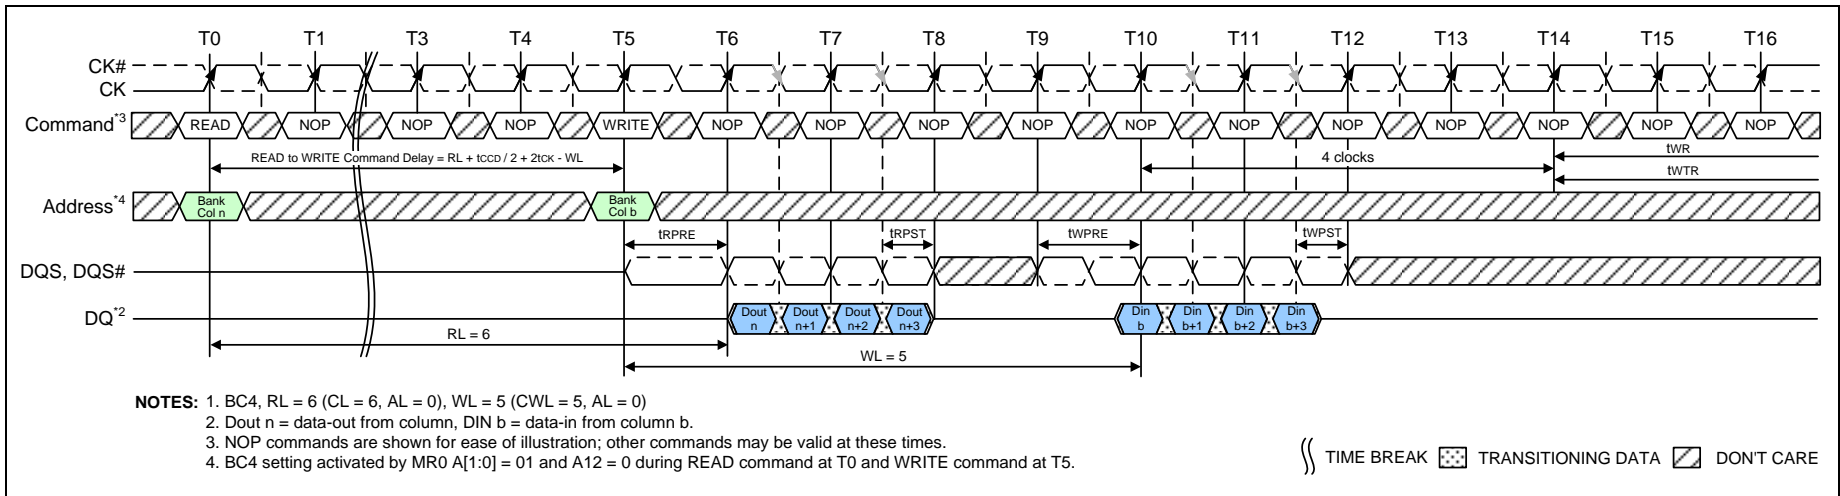 T0 T1 T3 T4 T5 T6 T7 T8 T9 T10 T11 T12 T13 T14 T15 T16
CK#
CK
Command*3 READ NOP NOP NOP WRITE NOP NOP NOP NOP NOP NOP NOP NOP NOP NOP NOP
READ to WRITE Command Delay = RL + tCCD / 2 + 2tCK - WL
4 clocks
tWR
tWTR
Address*4
Bank
Col n
Bank
Col b
tRPRE tRPST tWPRE tWPST
DQS, DQS#
DQ*2
Dout
n
Dout
n+1
Dout
n+2
Dout
n+3
Din
b
Din
b+1
Din
b+2
Din
b+3
RL = 6
WL = 5
NOTES: 1. BC4, RL = 6 (CL = 6, AL = 0), WL = 5 (CWL = 5, AL = 0)
2. Dout n = data-out from column, DIN b = data-in from column b.
3. NOP commands are shown for ease of illustration; other commands may be valid at these times.
4. BC4 setting activated by MR0 A[1:0] = 01 and A12 = 0 during READ command at T0 and WRITE command at T5.
TIME BREAK TRANSITIONING DATA DON'T CARE